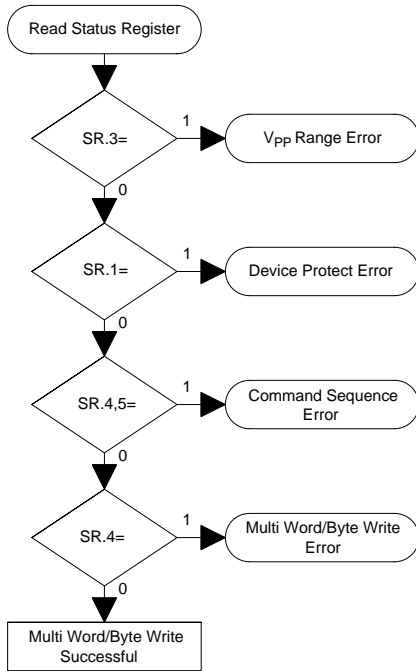 Read Status Register
SR.3=
1
VPP Range Error
0
SR.1=
1
Device Protect Error
0
SR.4,5=
1
Command Sequence
Error
0
SR.4=
1
Multi Word/Byte Write
Error
0
Multi Word/Byte Write
Successful